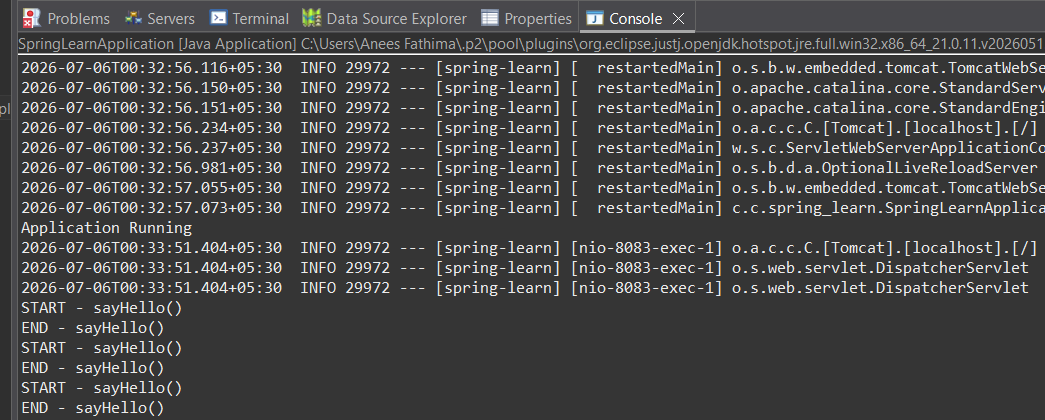 Problems Servers Terminal Data Source Explorer Properties Console
SpringLearnApplication [Java Application] C:\Users\Anees Fathima\.p2\pool\plugins\org.eclipse.justj.openjdk.hotspot.jre.full.win32.x86_64_21.0.11.v2026051
2026-07-06T00:32:56.116+05:30  INFO 29972 --- [spring-learn] [  restartedMain] o.s.b.w.embedded.tomcat.TomcatWebSe
2026-07-06T00:32:56.150+05:30  INFO 29972 --- [spring-learn] [  restartedMain] o.apache.catalina.core.StandardServ
2026-07-06T00:32:56.151+05:30  INFO 29972 --- [spring-learn] [  restartedMain] o.apache.catalina.core.StandardEngi
2026-07-06T00:32:56.234+05:30  INFO 29972 --- [spring-learn] [  restartedMain] o.a.c.c.C.[Tomcat].[localhost].[/]
2026-07-06T00:32:56.237+05:30  INFO 29972 --- [spring-learn] [  restartedMain] w.s.c.ServletWebServerApplicationCo
2026-07-06T00:32:56.981+05:30  INFO 29972 --- [spring-learn] [  restartedMain] o.s.b.d.a.OptionalLiveReloadServer
2026-07-06T00:32:57.055+05:30  INFO 29972 --- [spring-learn] [  restartedMain] o.s.b.w.embedded.tomcat.TomcatWebSe
2026-07-06T00:32:57.073+05:30  INFO 29972 --- [spring-learn] [  restartedMain] c.c.spring_learn.SpringLearnApplica
Application Running
2026-07-06T00:33:51.404+05:30  INFO 29972 --- [spring-learn] [nio-8083-exec-1] o.a.c.c.C.[Tomcat].[localhost].[/]
2026-07-06T00:33:51.404+05:30  INFO 29972 --- [spring-learn] [nio-8083-exec-1] o.s.web.servlet.DispatcherServlet
2026-07-06T00:33:51.404+05:30  INFO 29972 --- [spring-learn] [nio-8083-exec-1] o.s.web.servlet.DispatcherServlet
START - sayHello()
END - sayHello()
START - sayHello()
END - sayHello()
START - sayHello()
END - sayHello()